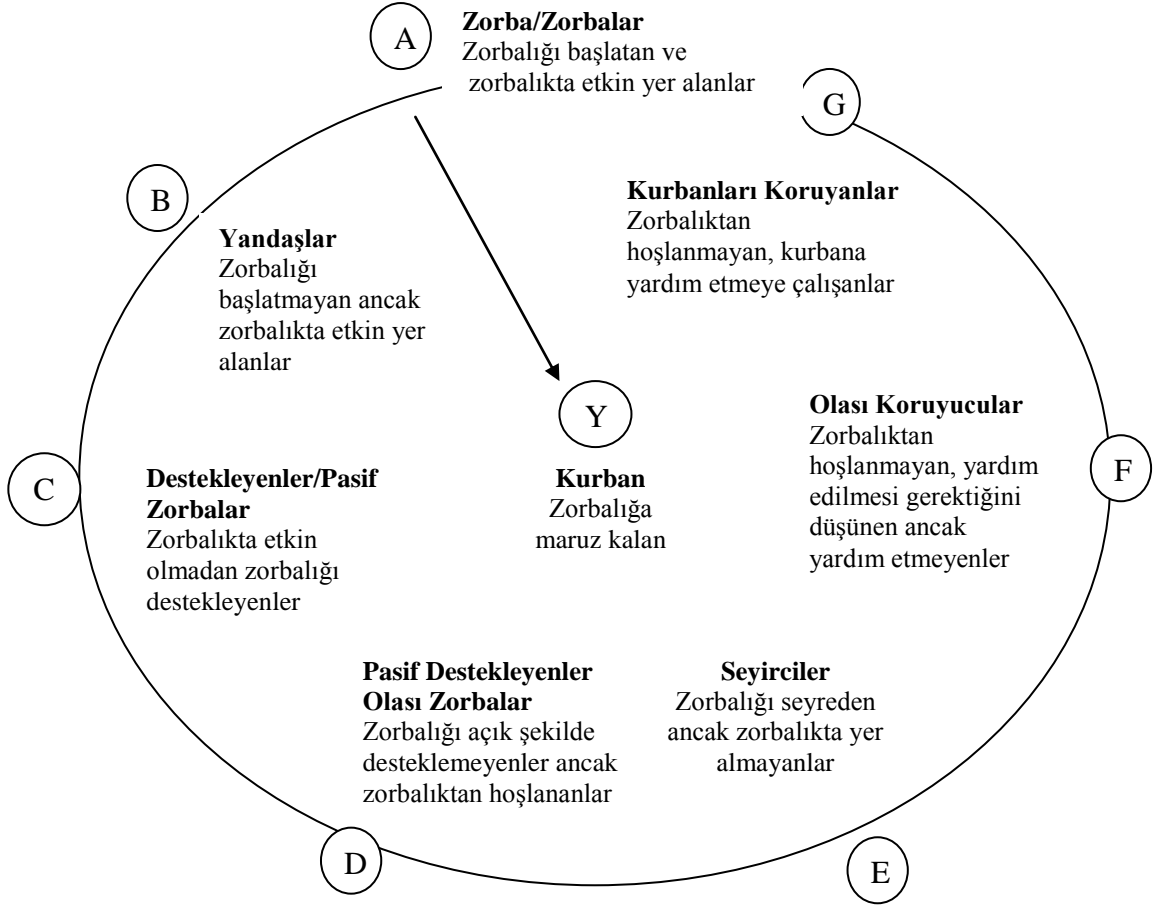 A
Zorba/Zorbalar
Zorbalığı başlatan ve
zorbalıkta etkin yer alanlar
G
B
Yandaşlar
Zorbalığı
başlatmayan ancak
zorbalıkta etkin yer
alanlar
Kurbanları Koruyanlar
Zorbalıktan
hoşlanmayan, kurbana
yardım etmeye çalışanlar
C
Destekleyenler/Pasif
Zorbalar
Zorbalıkta etkin
olmadan zorbalığı
destekleyenler
Y
Kurban
Zorbalığa
maruz kalan
Olası Koruyucular
Zorbalıktan
hoşlanmayan, yardım
edilmesi gerektiğini
düşünen ancak
yardım etmeyenler
F
Pasif Destekleyenler
Olası Zorbalar
Zorbalığı açık şekilde
desteklemeyenler ancak
zorbalıktan hoşlananlar
Seyirciler
Zorbalığı seyreden
ancak zorbalıkta yer
almayanlar
D
E